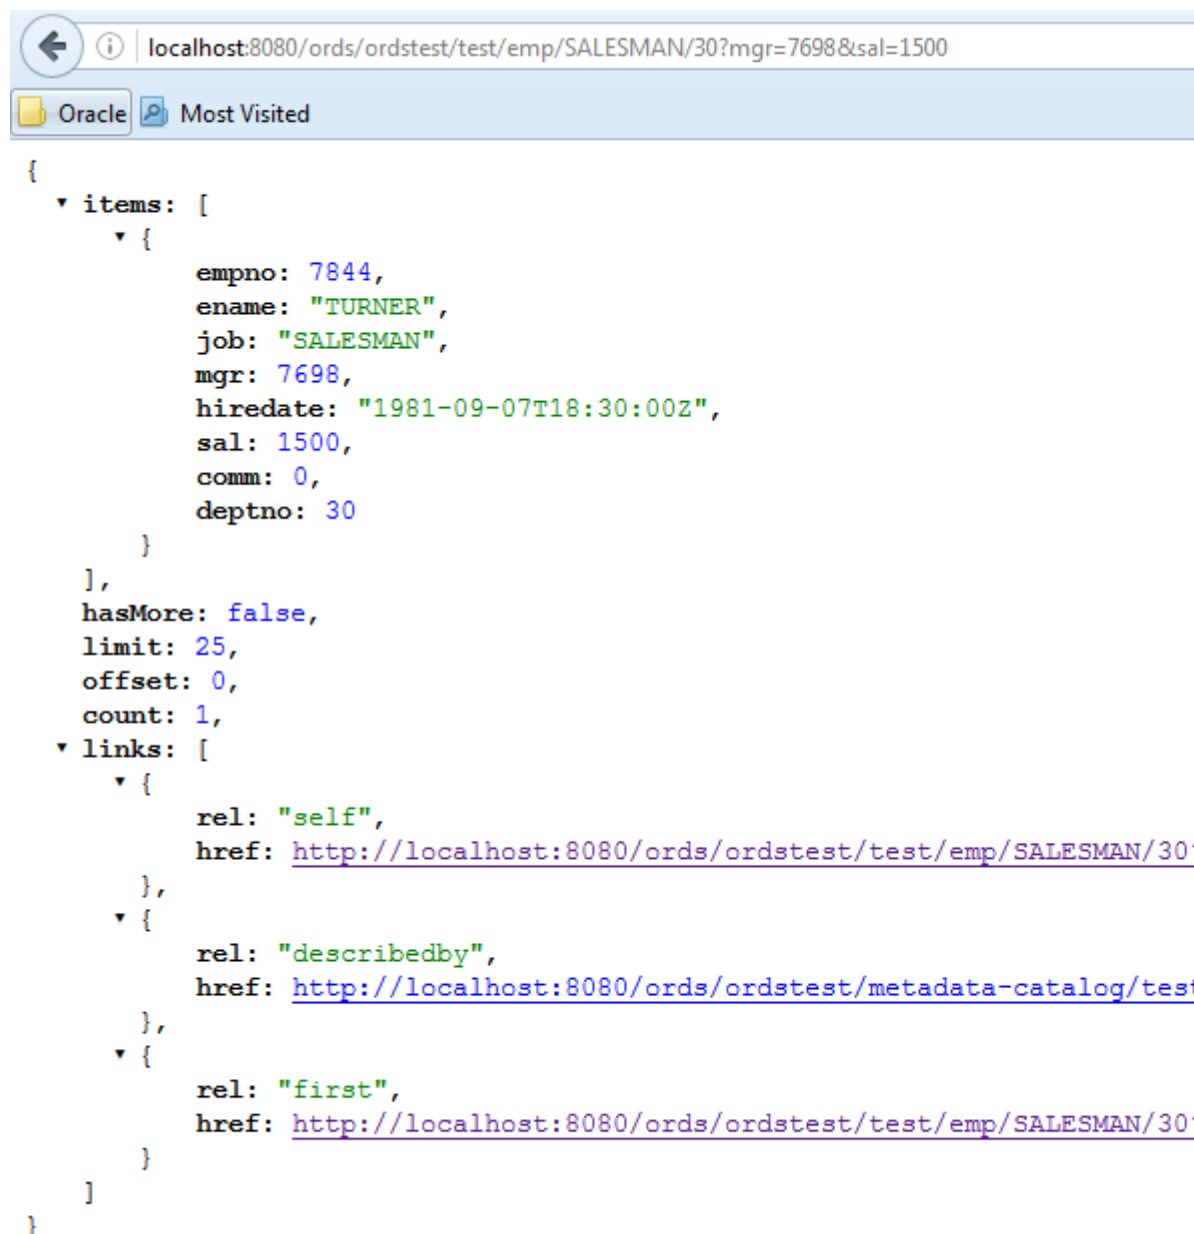 localhost:8080/ords/ordstest/test/emp/SALESMAN/30?mgr=7698&sal=1500
Oracle Most Visited
{
items: [
{
empno: 7844,
ename: "TURNER",
job: "SALESMAN",
mgr: 7698,
hiredate: "1981-09-07T18:30:00Z",
sal: 1500,
comm: 0,
deptno: 30
}
],
hasMore: false,
limit: 25,
offset: 0,
count: 1,
links: [
{
rel: "self",
href: http://localhost:8080/ords/ordstest/test/emp/SALESMAN/30
},
{
rel: "describedby",
href: http://localhost:8080/ords/ordstest/metadata-catalog/test
},
{
rel: "first",
href: http://localhost:8080/ords/ordstest/test/emp/SALESMAN/30
}
]
}